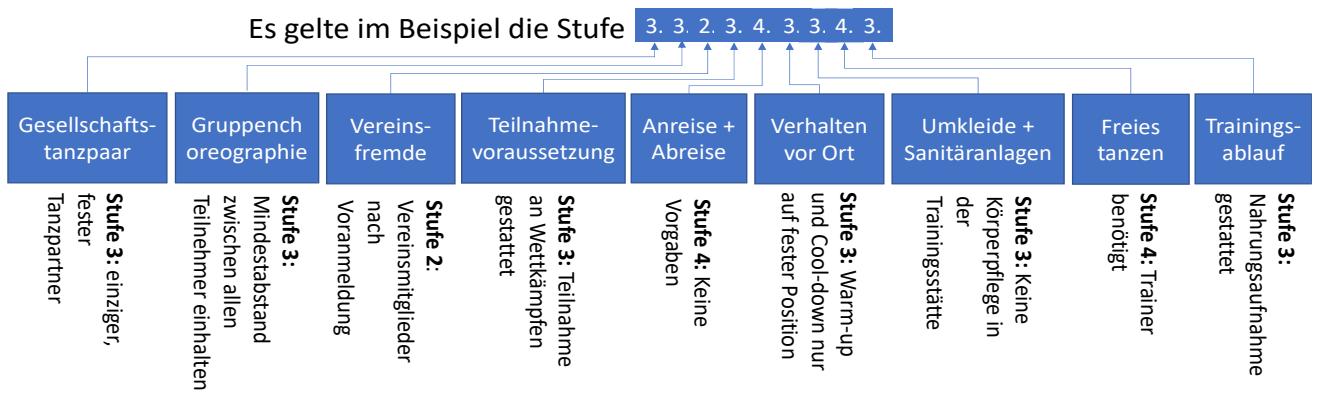 Es gelte im Beispiel die Stufe 3. 3. 2. 3. 4. 3. 3. 4. 3.
Gesellschafts-
tanzpaar
Gruppench
oreographie
Vereins-
fremde
Teilnahme-
voraussetzung
Anreise +
Abreise
Verhalten
vor Ort
Umkleide +
Sanitäranlagen
Freies
tanzen
Trainings-
ablauf
Stufe 3: einziger,
fester
Tanzpartner
Stufe 3:
Mindestabstand
zwischen allen
Teilnehmer einhalten
Stufe 2:
Vereinsmitglieder
nach
Voranmeldung
Stufe 3: Teilnahme
an Wettkämpfen
gestattet
Stufe 4: Keine
Vorgaben
Stufe 3: Warm-up
und Cool-down nur
auf fester Position
Stufe 3: Keine
Körperpflege in
der
Trainingsstätte
Stufe 4: Trainer
benötigt
Stufe 3:
Nahrungsaufnahme
gestattet